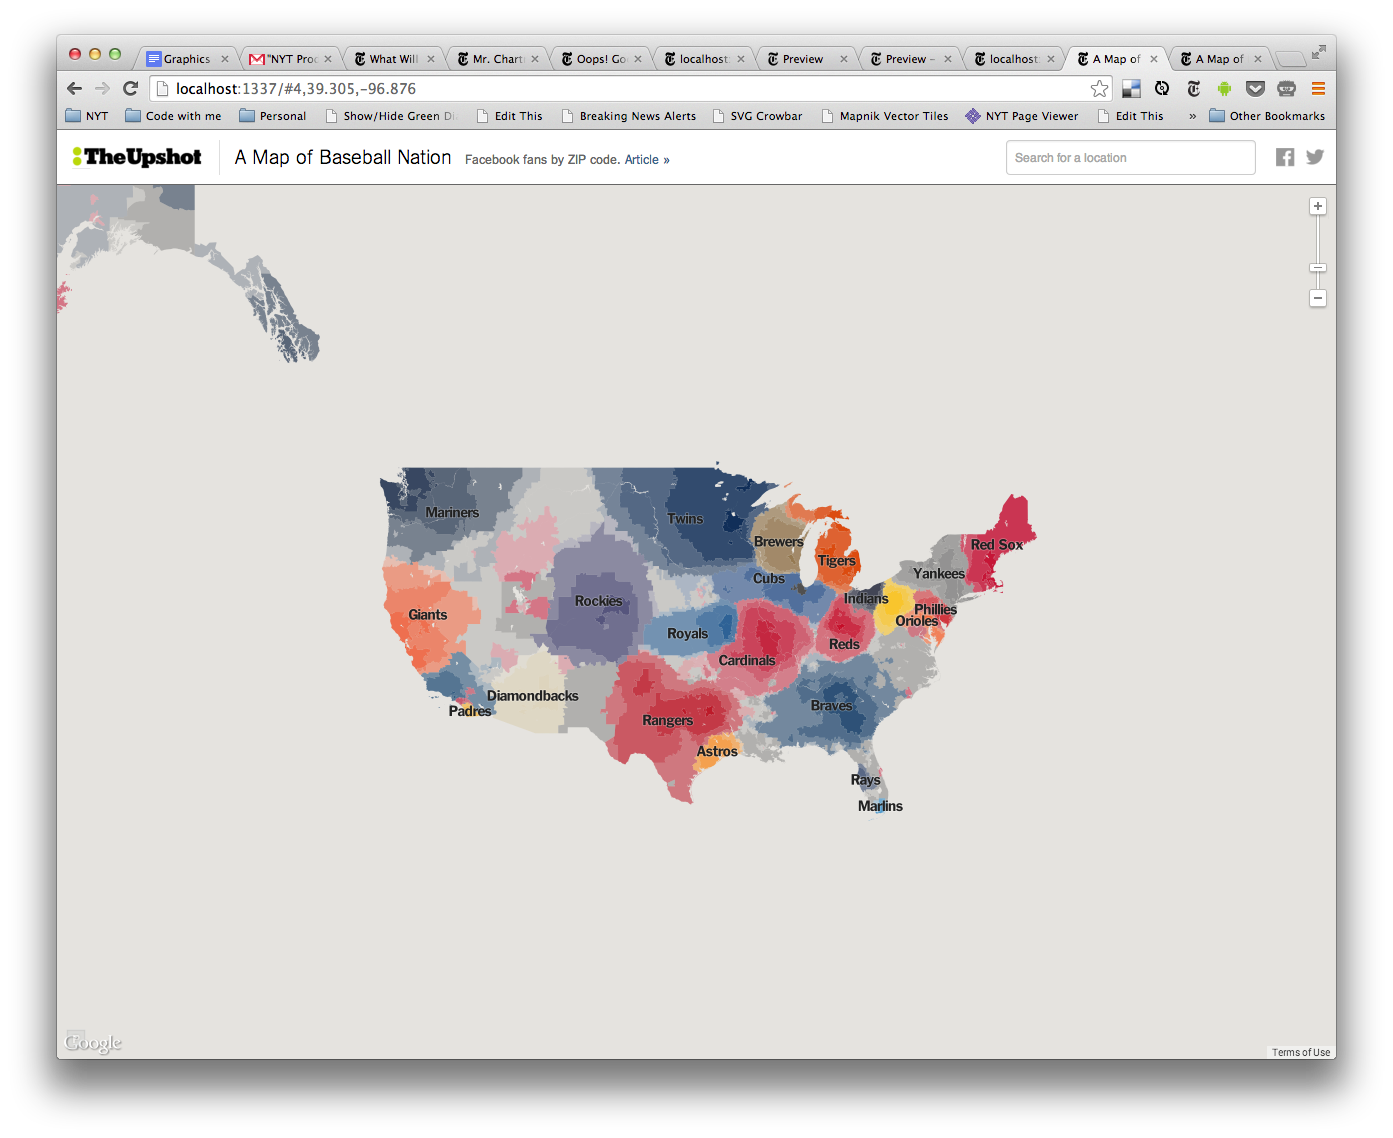 Graphics
"NYT Proc
What Will
Mr. Chart
Oops! Go
localhost:
Preview
Preview –
localhost:
A Map of
A Map of
localhost:1337/#4,39.305,-96.876
NYT
Code with me
Personal
Show/Hide Green Di
Edit This
Breaking News Alerts
SVG Crowbar
Mapnik Vector Tiles
NYT Page Viewer
Edit This
»
Other Bookmarks
TheUpshot
A Map of Baseball Nation
Facebook fans by ZIP code. Article »
Search for a location
Mariners
Twins
Brewers
Red Sox
Tigers
Yankees
Cubs
Indians
Rockies
Phillies
Giants
Orioles
Royals
Reds
Cardinals
Diamondbacks
Braves
Padres
Rangers
Astros
Rays
Marlins
Google
Terms of Use